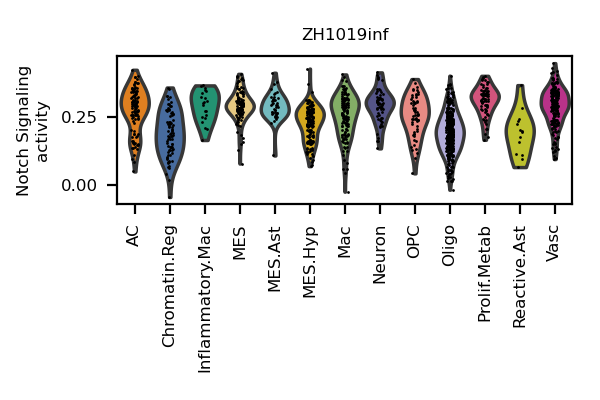 ZH1019inf
Notch Signaling
activity
0.25
0.00
AC
Chromatin.Reg
Inflammatory.Mac
MES
MES.Ast
MES.Hyp
Mac
Neuron
OPC
Oligo
Prolif.Metab
Reactive.Ast
Vasc